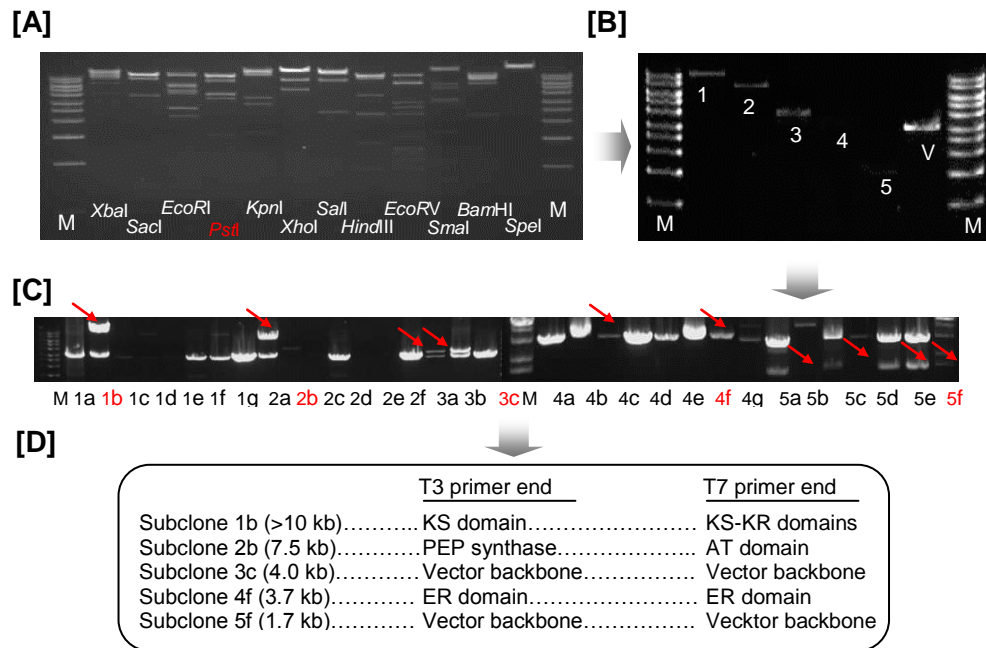 [A]
[B]
M XbaI SacI EcoRI PstI KpnI XhoI SalI HindIII EcoRV SmaI BamHI SpeI M
M 1 2 3 4 5 V M
[C]
M 1a 1b 1c 1d 1e 1f 1g 2a 2b 2c 2d 2e 2f 3a 3b 3c M 4a 4b 4c 4d 4e 4f 4g 5a 5b 5c 5d 5e 5f
[D]
T3 primer end T7 primer end
Subclone 1b (>10 kb)……….. KS domain………………….. KS-KR domains
Subclone 2b (7.5 kb)………… PEP synthase…………….. AT domain
Subclone 3c (4.0 kb)………… Vector backbone………….. Vector backbone
Subclone 4f (3.7 kb)………… ER domain………………… ER domain
Subclone 5f (1.7 kb)………… Vector backbone………….. Vecktor backbone